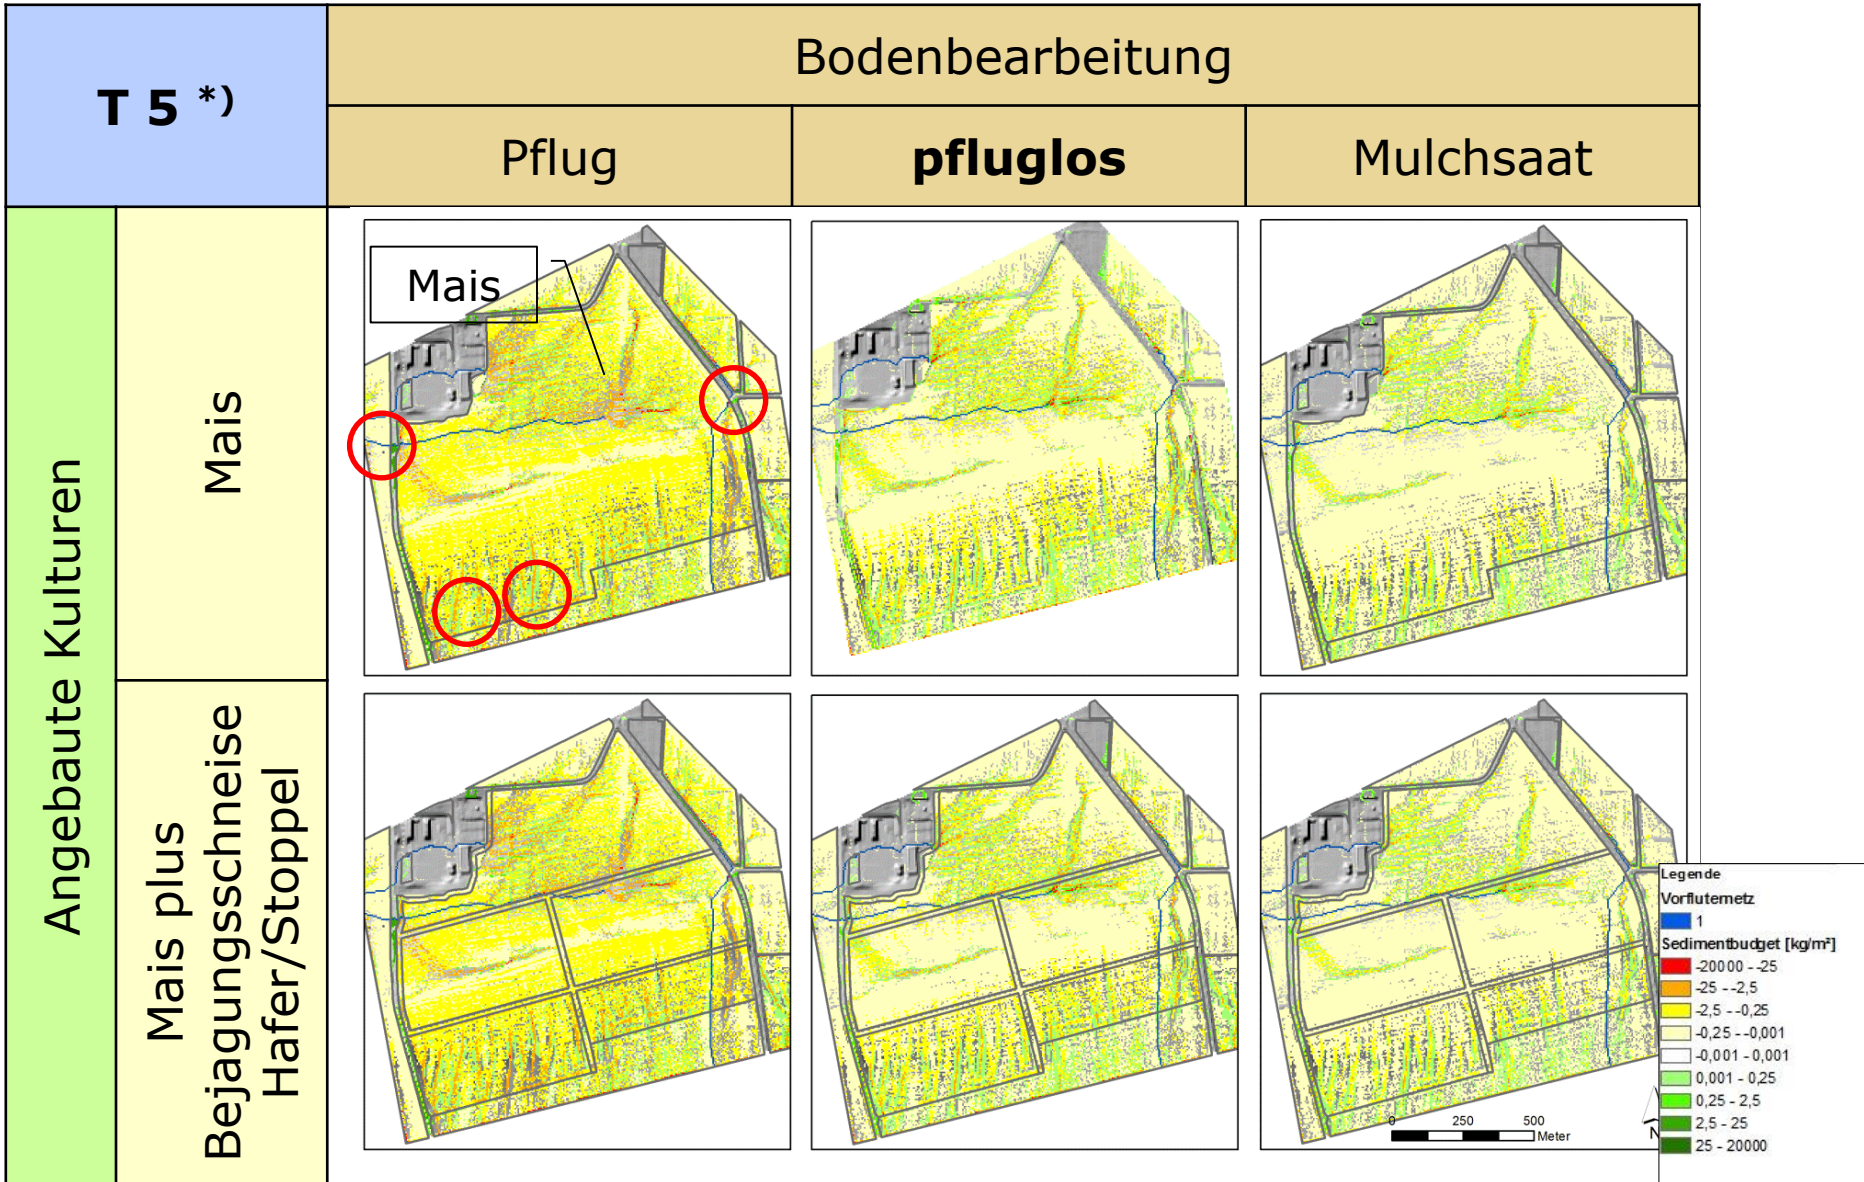 T 5 *)
Bodenbearbeitung
Pflug
pfluglos
Mulchsaat
Angebaute Kulturen
Mais
Mais
Mais plus
Bejagungsschneise
Hafer/Stoppel
Legende
Vorfluternetz
1
Sedimentbudget [kg/m²]
-20000 - -25
-25 - -2,5
-2,5 - -0,25
-0,25 - -0,001
-0,001 - 0,001
0,001 - 0,25
0,25 - 2,5
2,5 - 25
25 - 20000
0 250 500
Meter
N